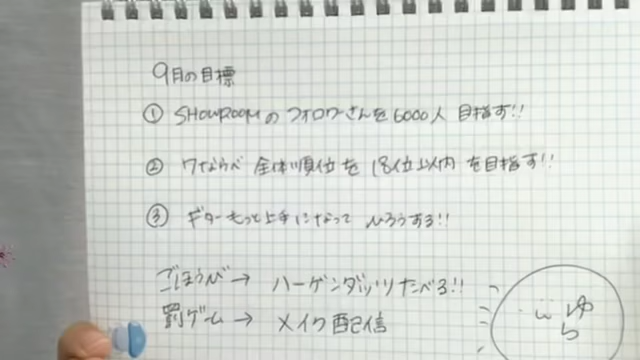 9月の目標
① SHOWROOMのフォロワーさんを6000人 目指す!!
② 7ならべ 全体順位を 18位以内 を目指す!!
③ ギターもっと上手になって ひろうする!!
ごほうび→ ハーゲンダッツたべる!!
罰ゲーム → メイク配信
ゆ
ら